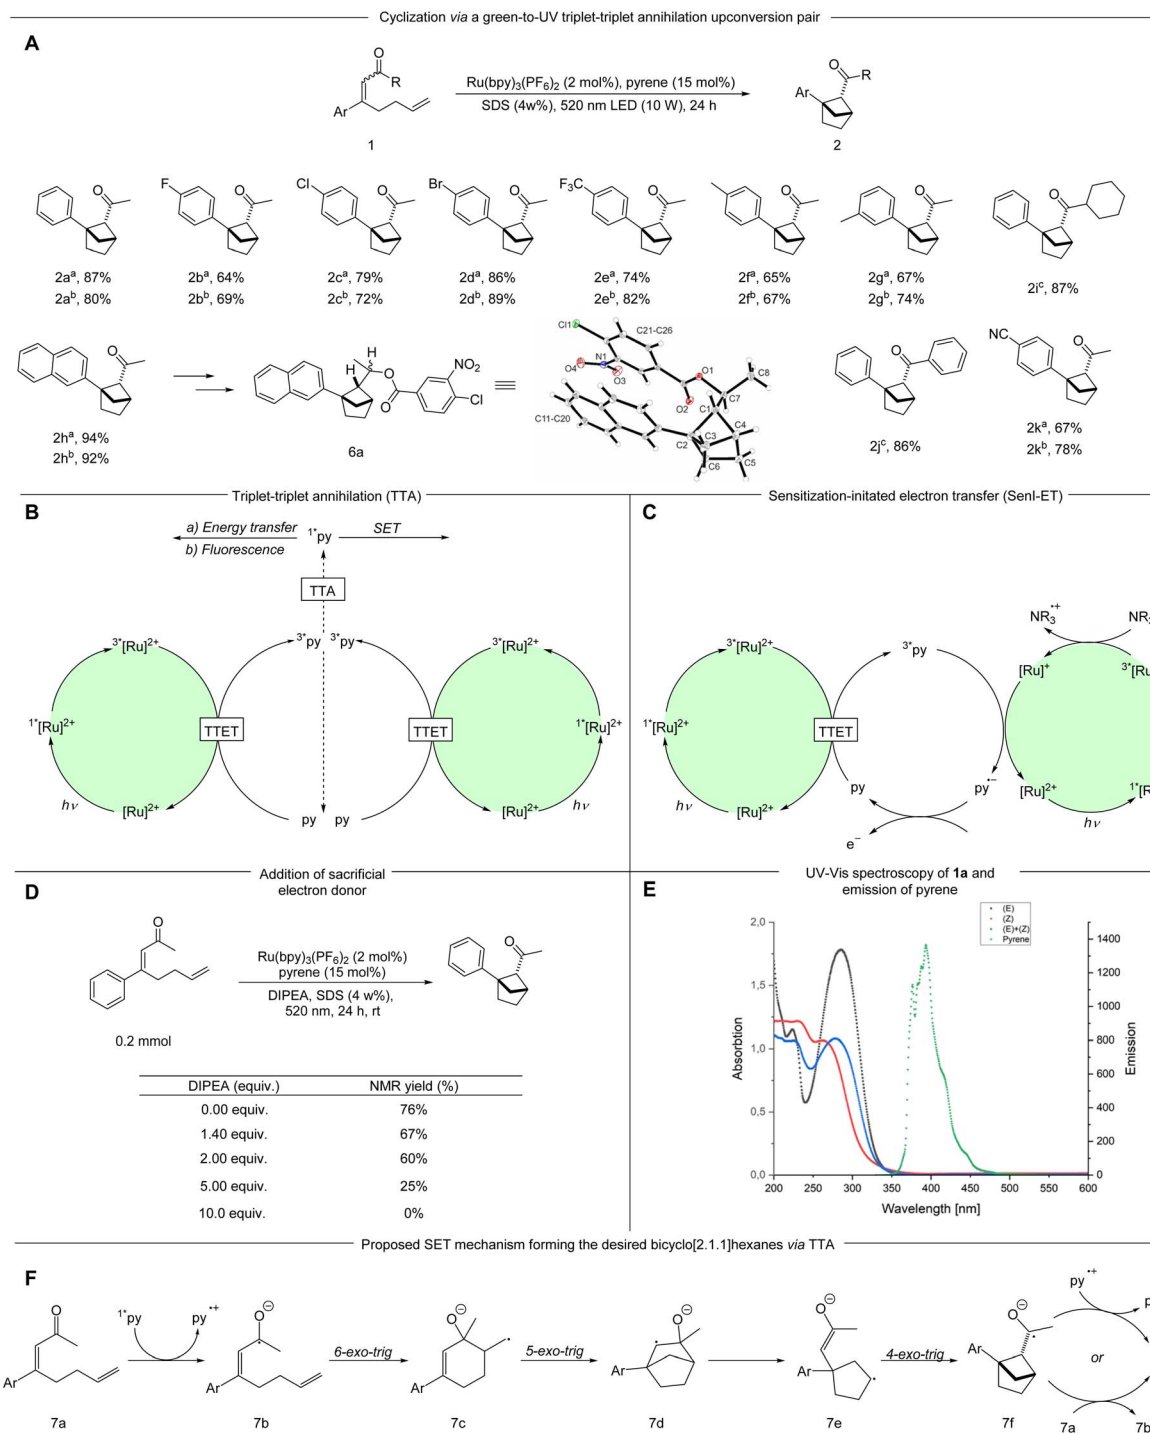 Cyclization via a green-to-UV triplet-triplet annihilation upconversion pair
A
O
R
Ar
1
Ru(bpy)₃(PF₆)₂ (2 mol%), pyrene (15 mol%)
SDS (4w%), 520 nm LED (10 W), 24 h
O
R
Ar
2
O
2aᵃ, 87%
2aᵇ, 80%
F
O
2bᵃ, 64%
2bᵇ, 69%
Cl
O
2cᵃ, 79%
2cᵇ, 72%
Br
O
2dᵃ, 86%
2dᵇ, 89%
F₃C
O
2eᵃ, 74%
2eᵇ, 82%
O
2fᵃ, 65%
2fᵇ, 67%
O
2gᵃ, 67%
2gᵇ, 74%
O
2iᶜ, 87%
O
2hᵃ, 94%
2hᵇ, 92%
H
H
O
O
NO₂
Cl
6a
Cl1
C21-C26
N1
O4
O3
O1
C8
C7
O2
C1
C11-C20
C4
C3
C2
C6
C5
O
2jᶜ, 86%
NC
O
2kᵃ, 67%
2kᵇ, 78%
Triplet-triplet annihilation (TTA)
B
a) Energy transfer
b) Fluorescence
¹*py
SET
TTA
³*py ³*py
³*[Ru]²⁺
¹*[Ru]²⁺
TTET
hν
[Ru]²⁺
py py
³*[Ru]²⁺
TTET
¹*[Ru]²⁺
[Ru]²⁺
hν
Sensitization-initated electron transfer (SenI-ET)
C
³*[Ru]²⁺
¹*[Ru]²⁺
TTET
hν
[Ru]²⁺
³*py
py
py•−
e⁻
NR₃•+
NR₃
[Ru]⁺
³*[Ru
[Ru]²⁺
¹*[R
hν
Addition of sacrificial
electron donor
D
O
0.2 mmol
Ru(bpy)₃(PF₆)₂ (2 mol%)
pyrene (15 mol%)
DIPEA, SDS (4 w%),
520 nm, 24 h, rt
O
DIPEA (equiv.) NMR yield (%)
0.00 equiv. 76%
1.40 equiv. 67%
2.00 equiv. 60%
5.00 equiv. 25%
10.0 equiv. 0%
UV-Vis spectroscopy of 1a and
emission of pyrene
E
(E)
(Z)
(E)+(Z)
Pyrene
2,0
1,5
1,0
0,5
0,0
Absorbtion
1400
1200
1000
800
600
400
200
0
Emission
200 250 300 350 400 450 500 550 600
Wavelength [nm]
Proposed SET mechanism forming the desired bicyclo[2.1.1]hexanes via TTA
F
O
Ar
7a
¹*py
py•+
O⊖
Ar
7b
6-exo-trig
⊖O
Ar
7c
5-exo-trig
O⊖
Ar
7d
O⊖
Ar
7e
4-exo-trig
O⊖
Ar
7f
py•+
p
or
7a
7b